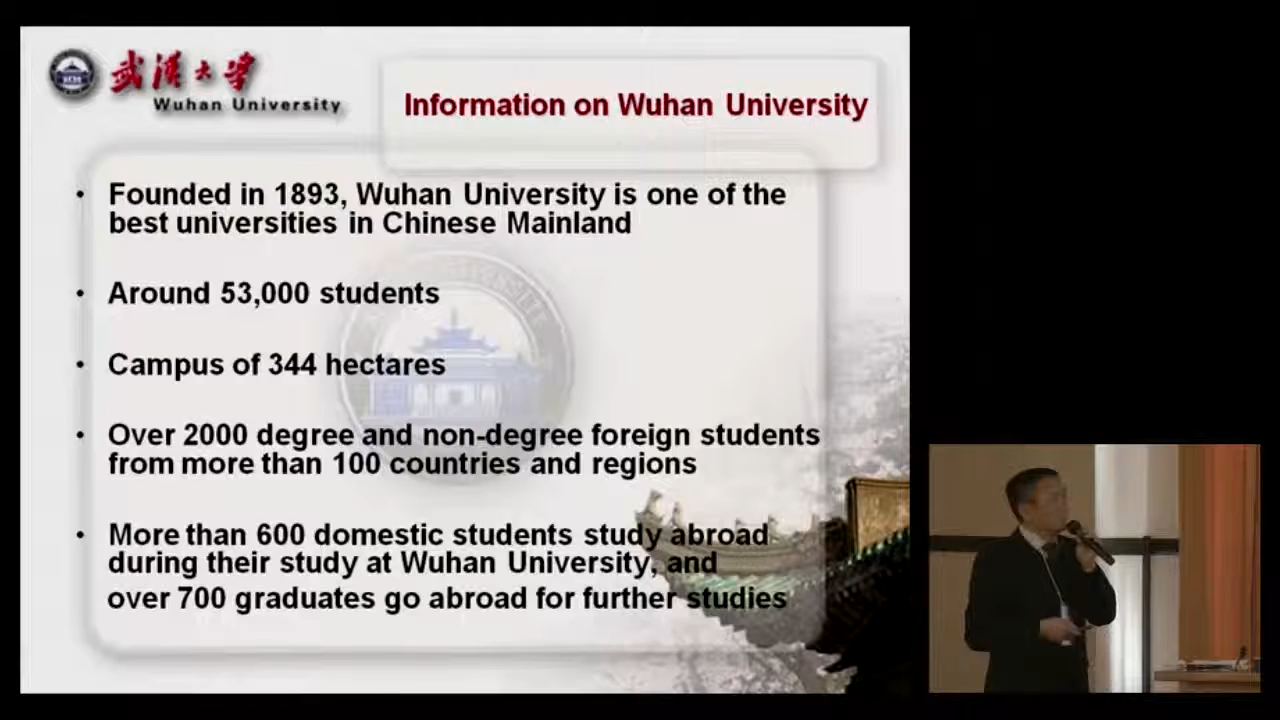 武汉大学
Wuhan University
Information on Wuhan University
• Founded in 1893, Wuhan University is one of the
best universities in Chinese Mainland
• Around 53,000 students
• Campus of 344 hectares
• Over 2000 degree and non-degree foreign students
from more than 100 countries and regions
• More than 600 domestic students study abroad
during their study at Wuhan University, and
over 700 graduates go abroad for further studies